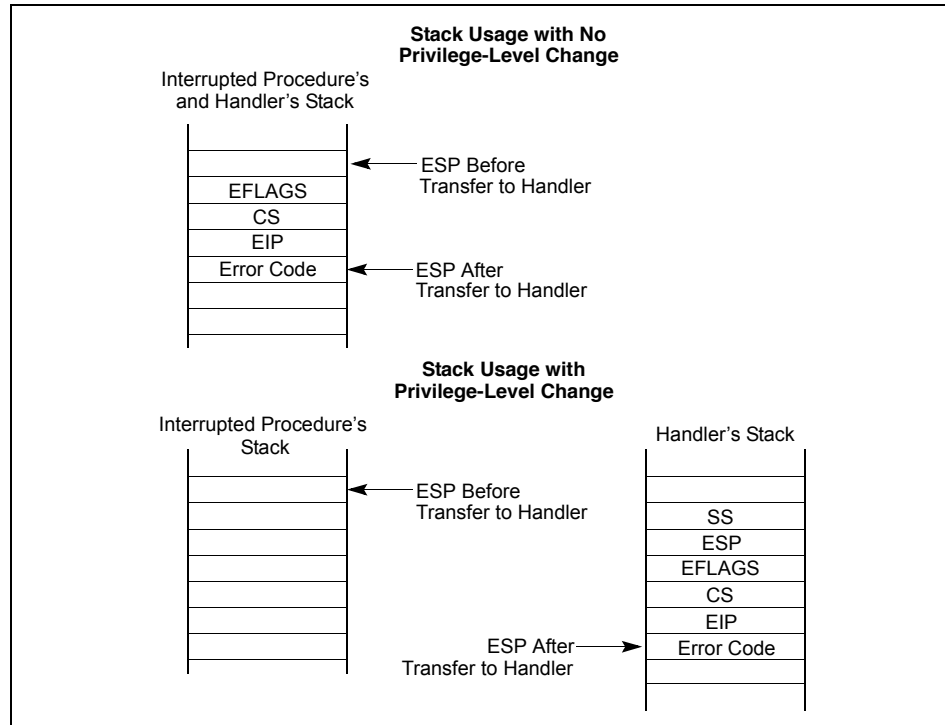 Stack Usage with No
Privilege-Level Change
Interrupted Procedure's
and Handler's Stack
ESP Before
Transfer to Handler
EFLAGS
CS
EIP
Error Code
ESP After
Transfer to Handler
Stack Usage with
Privilege-Level Change
Interrupted Procedure's
Stack
Handler's Stack
ESP Before
Transfer to Handler
SS
ESP
EFLAGS
CS
EIP
ESP After
Transfer to Handler
Error Code